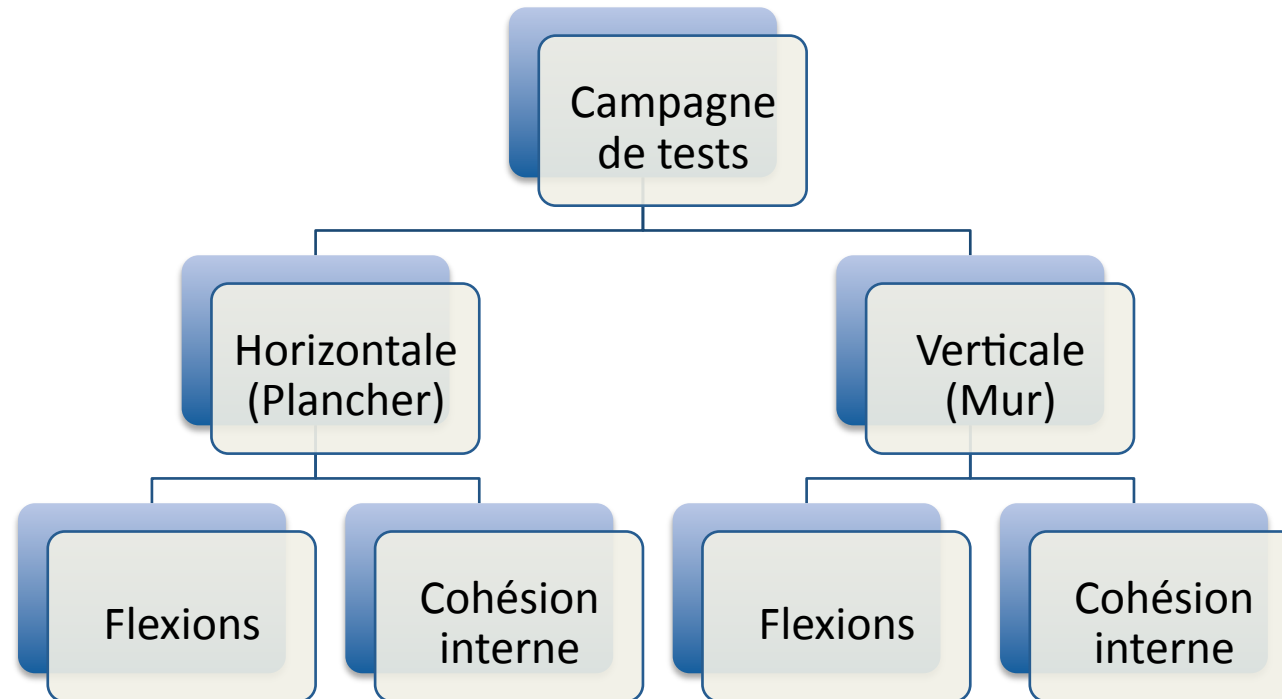 Campagne
de tests
Horizontale
(Plancher)
Verticale
(Mur)
Flexions
Cohésion
interne
Flexions
Cohésion
interne